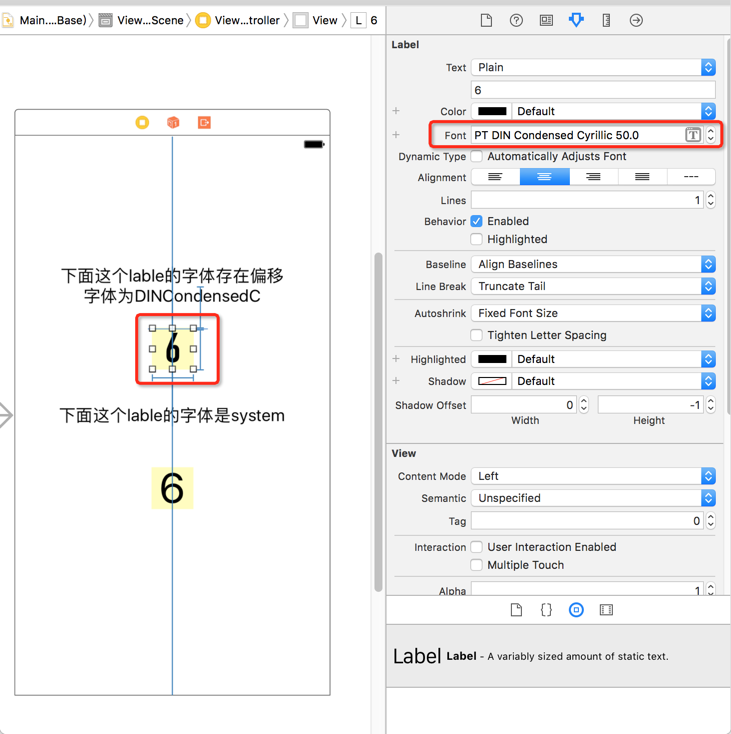 Main....Base) View...Scene View...troller View L 6
Label
Text Plain
6
Color Default
Font PT DIN Condensed Cyrillic 50.0 T
Dynamic Type Automatically Adjusts Font
Alignment ---
Lines 1
Behavior Enabled
Highlighted
Baseline Align Baselines
Line Break Truncate Tail
Autoshrink Fixed Font Size
Tighten Letter Spacing
Highlighted Default
Shadow Default
Shadow Offset 0 -1
Width Height
View
Content Mode Left
Semantic Unspecified
Tag 0
Interaction User Interaction Enabled
Multiple Touch
Alpha 1
{}
Label Label - A variably sized amount of static text.
下面这个lable的字体存在偏移
字体为DINCondensedC
6
下面这个lable的字体是system
6